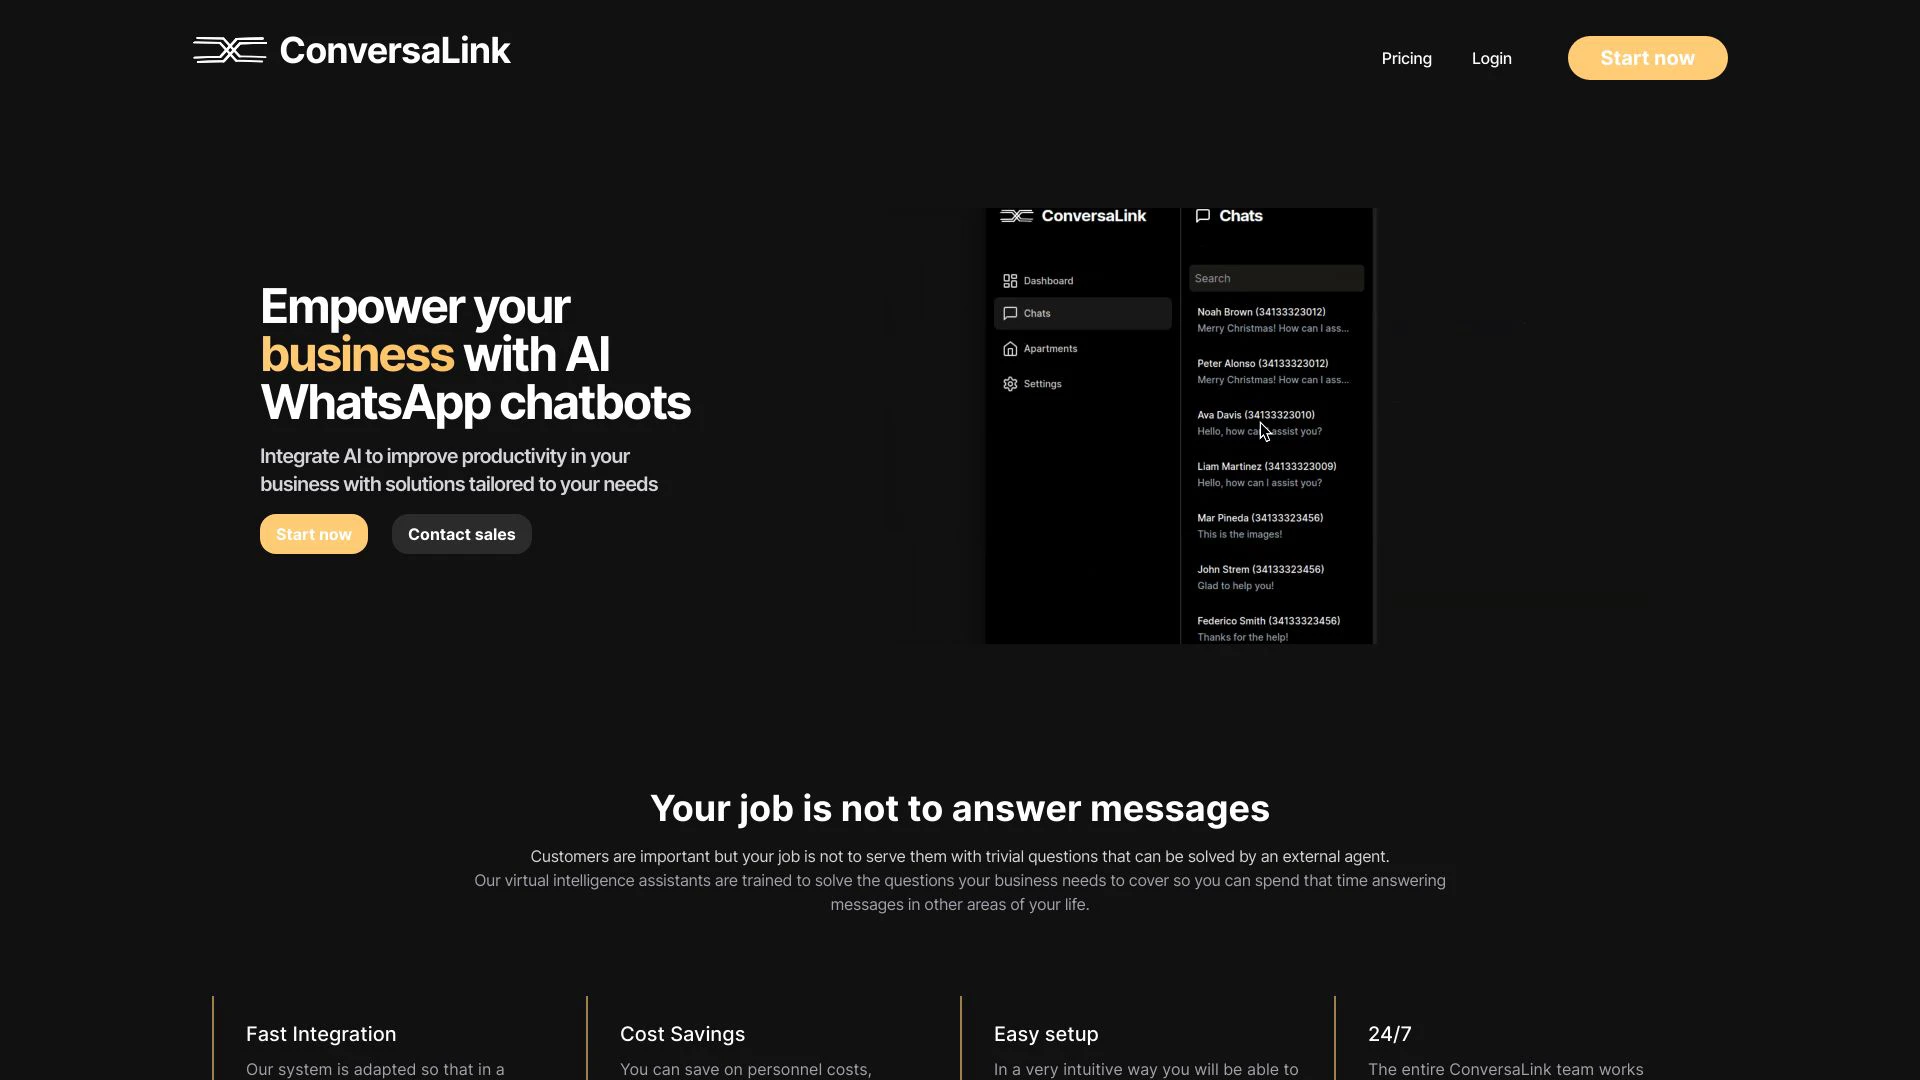 ConversaLink
Pricing
Login
Start now
Empower your
business with AI
WhatsApp chatbots
Integrate AI to improve productivity in your
business with solutions tailored to your needs
Start now
Contact sales
ConversaLink
Dashboard
Chats
Apartments
Settings
Chats
Search
Noah Brown (34133323012)
Merry Christmas! How can I ass...
Peter Alonso (34133323012)
Merry Christmas! How can I ass...
Ava Davis (34133323010)
Hello, how can assist you?
Liam Martinez (34133323009)
Hello, how can I assist you?
Mar Pineda (34133323456)
This is the images!
John Strem (34133323456)
Glad to help you!
Federico Smith (34133323456)
Thanks for the help!
Your job is not to answer messages
Customers are important but your job is not to serve them with trivial questions that can be solved by an external agent.
Our virtual intelligence assistants are trained to solve the questions your business needs to cover so you can spend that time answering
messages in other areas of your life.
Fast Integration
Our system is adapted so that in a
Cost Savings
You can save on personnel costs,
Easy setup
In a very intuitive way you will be able to
24/7
The entire ConversaLink team works